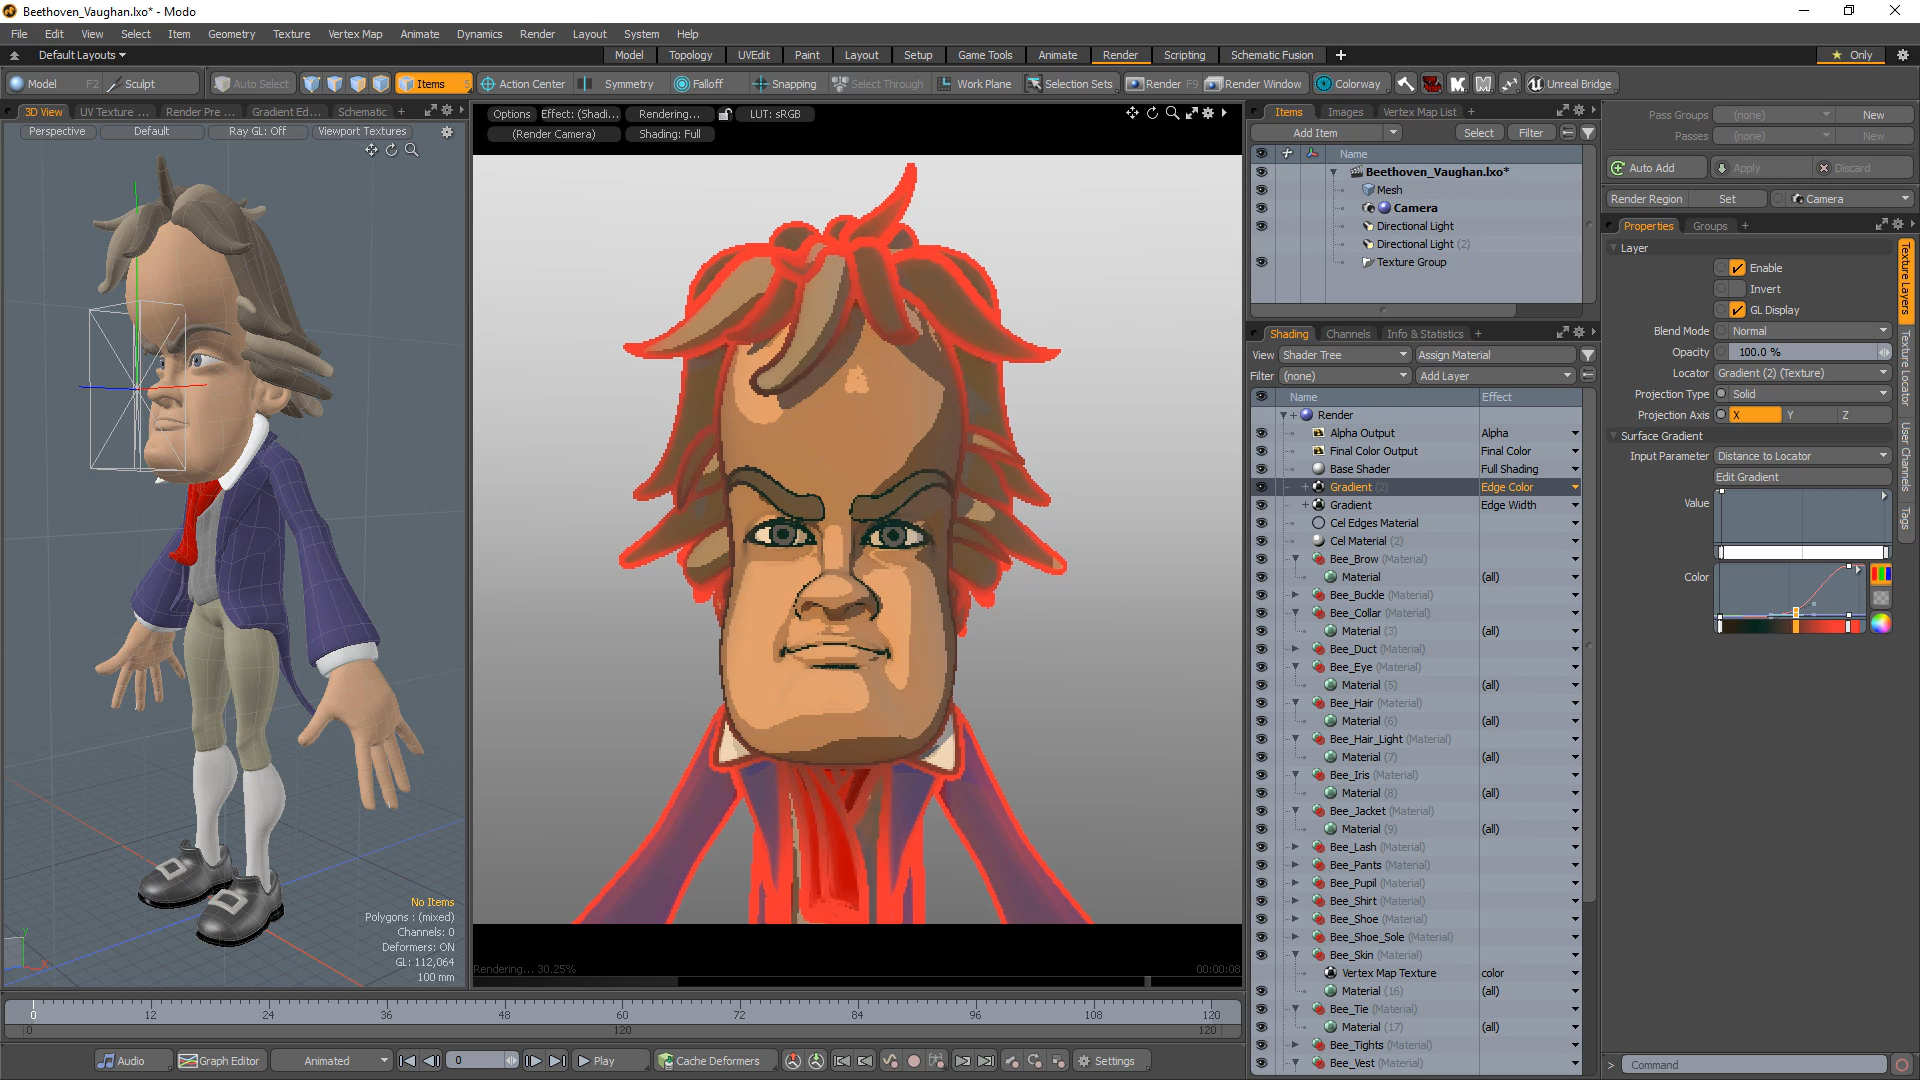 Beethoven_Vaughan.lxo* - Modo
File Edit View Select Item Geometry Texture Vertex Map Animate Dynamics Render Layout System Help
Default Layouts Model Topology UVEdit Paint Layout Setup Game Tools Animate Render Scripting Schematic Fusion + Only
Model F2 Sculpt Auto Select Items 5 Action Center Symmetry Falloff Snapping Select Through Work Plane Selection Sets Render F9 Render Window Colorway Unreal Bridge
3D View UV Texture ... Render Pre ... Gradient Ed... Schematic +
Perspective Default Ray GL: Off Viewport Textures
No Items
Polygons : (mixed)
Channels: 0
Deformers: ON
GL: 112,064
100 mm
Options Effect: (Shadi... Rendering... LUT: sRGB
(Render Camera) Shading: Full
Rendering... 30.25% 00:00:08
Items Images Vertex Map List +
Add Item Select Filter
Name
Beethoven_Vaughan.lxo*
Mesh
Camera
Directional Light
Directional Light (2)
Texture Group
Shading Channels Info & Statistics +
View Shader Tree Assign Material
Filter (none) Add Layer
Name Effect
Render
Alpha Output Alpha
Final Color Output Final Color
Base Shader Full Shading
Gradient (2) Edge Color
Gradient Edge Width
Cel Edges Material
Cel Material (2)
Bee_Brow (Material)
Material (all)
Bee_Buckle (Material)
Bee_Collar (Material)
Material (3) (all)
Bee_Duct (Material)
Bee_Eye (Material)
Material (5) (all)
Bee_Hair (Material)
Material (6) (all)
Bee_Hair_Light (Material)
Material (7) (all)
Bee_Iris (Material)
Material (8) (all)
Bee_Jacket (Material)
Material (9) (all)
Bee_Lash (Material)
Bee_Pants (Material)
Bee_Pupil (Material)
Bee_Shirt (Material)
Bee_Shoe (Material)
Bee_Shoe_Sole (Material)
Bee_Skin (Material)
Vertex Map Texture color
Material (16) (all)
Bee_Tie (Material)
Material (17) (all)
Bee_Tights (Material)
Bee_Vest (Material)
Pass Groups (none) New
Passes (none) New
Auto Add Apply Discard
Render Region Set Camera
Properties Groups +
Layer
Enable
Invert
GL Display
Blend Mode Normal
Opacity 100.0 %
Locator Gradient (2) (Texture)
Projection Type Solid
Projection Axis X Y Z
Surface Gradient
Input Parameter Distance to Locator
Edit Gradient
Value
Color
Texture Layers
Texture Locator
User Channels
Tags
0 12 24 36 48 60 72 84 96 108 120
0 120 120
Audio Graph Editor Animated 0 Play Cache Deformers Settings
> Command